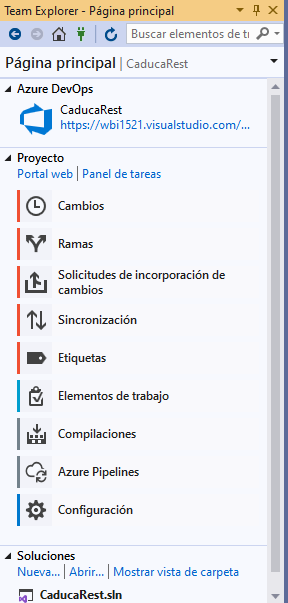 Team Explorer - Página principal
Buscar elementos de tr
Página principal | CaducaRest
Azure DevOps
CaducaRest
https://wbi1521.visualstudio.com/...
Proyecto
Portal web | Panel de tareas
Cambios
Ramas
Solicitudes de incorporación de
cambios
Sincronización
Etiquetas
Elementos de trabajo
Compilaciones
Azure Pipelines
Configuración
Soluciones
Nueva... | Abrir... | Mostrar vista de carpeta
CaducaRest.sln